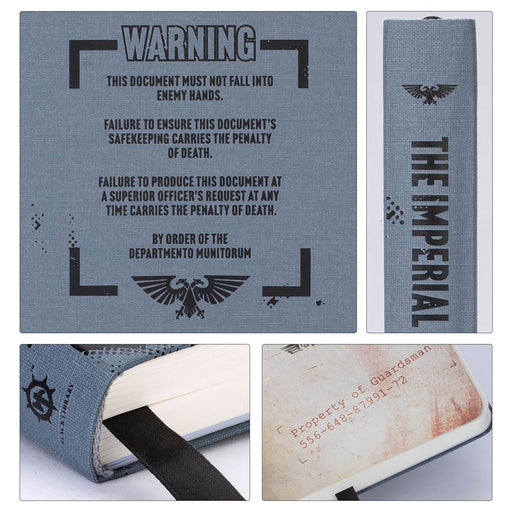 WARNING
THIS DOCUMENT MUST NOT FALL INTO
ENEMY HANDS.
FAILURE TO ENSURE THIS DOCUMENT'S
SAFEKEEPING CARRIES THE PENALTY
OF DEATH.
FAILURE TO PRODUCE THIS DOCUMENT AT
A SUPERIOR OFFICER'S REQUEST AT ANY
TIME CARRIES THE PENALTY OF DEATH.
BY ORDER OF THE
DEPARTMENTO MUNITORUM
THE IMPERIAL
BLACK LIBRARY
Property of Guardsman
556-648-87991-72